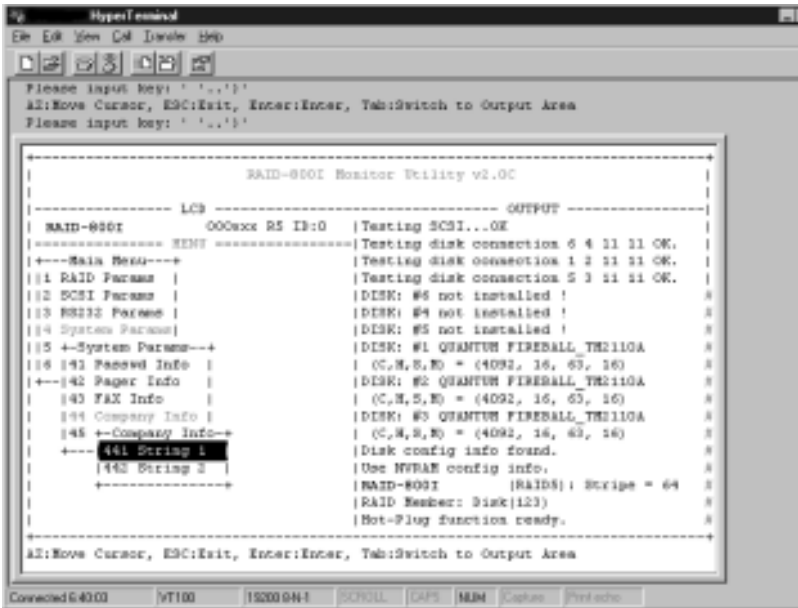 HyperTerminal
File Edit View Call Transfer Help
Please input key: ' '..')'
AZ:Move Cursor, ESC:Exit, Enter:Enter, Tab:Switch to Output Area
Please input key: ' '..')'
RAID-800I Monitor Utility v2.0C
LCD
OUTPUT
RAID-800I 000xxx R5 ID:0 |Testing SCSI...OK
MENU |Testing disk connection 6 4 11 11 OK. |
+---Main Menu---+ |Testing disk connection 1 2 11 11 OK. |
||1 RAID Params | |Testing disk connection 5 3 11 11 OK. |
||2 SCSI Params | |DISK: #6 not installed ! #
||3 RS232 Params | |DISK: #4 not installed ! #
||4 System Params| |DISK: #5 not installed ! #
||5 +-System Params--+ |DISK: #1 QUANTUM FIREBALL_TM2110A #
||6 |41 Passwd Info | | (C,H,S,M) = (4092, 16, 63, 16) #
|+--|42 Pager Info | |DISK: #2 QUANTUM FIREBALL_TM2110A #
|43 FAX Info | (C,H,S,M) = (4092, 16, 63, 16) #
|44 Company Info | |DISK: #3 QUANTUM FIREBALL_TM2110A #
|45 +-Company Info-+ | (C,H,S,M) = (4092, 16, 63, 16) #
+---|441 String 1 |Disk config info found. #
|442 String 2 | |Use NVRAM config info. #
+---------------+ |RAID-800I |RAID5|: Stripe = 64 #
|RAID Member: Disk(123) #
|Hot-Plug function ready. #
AZ:Move Cursor, ESC:Exit, Enter:Enter, Tab:Switch to Output Area
Connected 6:40:03 VT100 19200 8-N-1 SCROLL CAPS NUM Capture Print echo